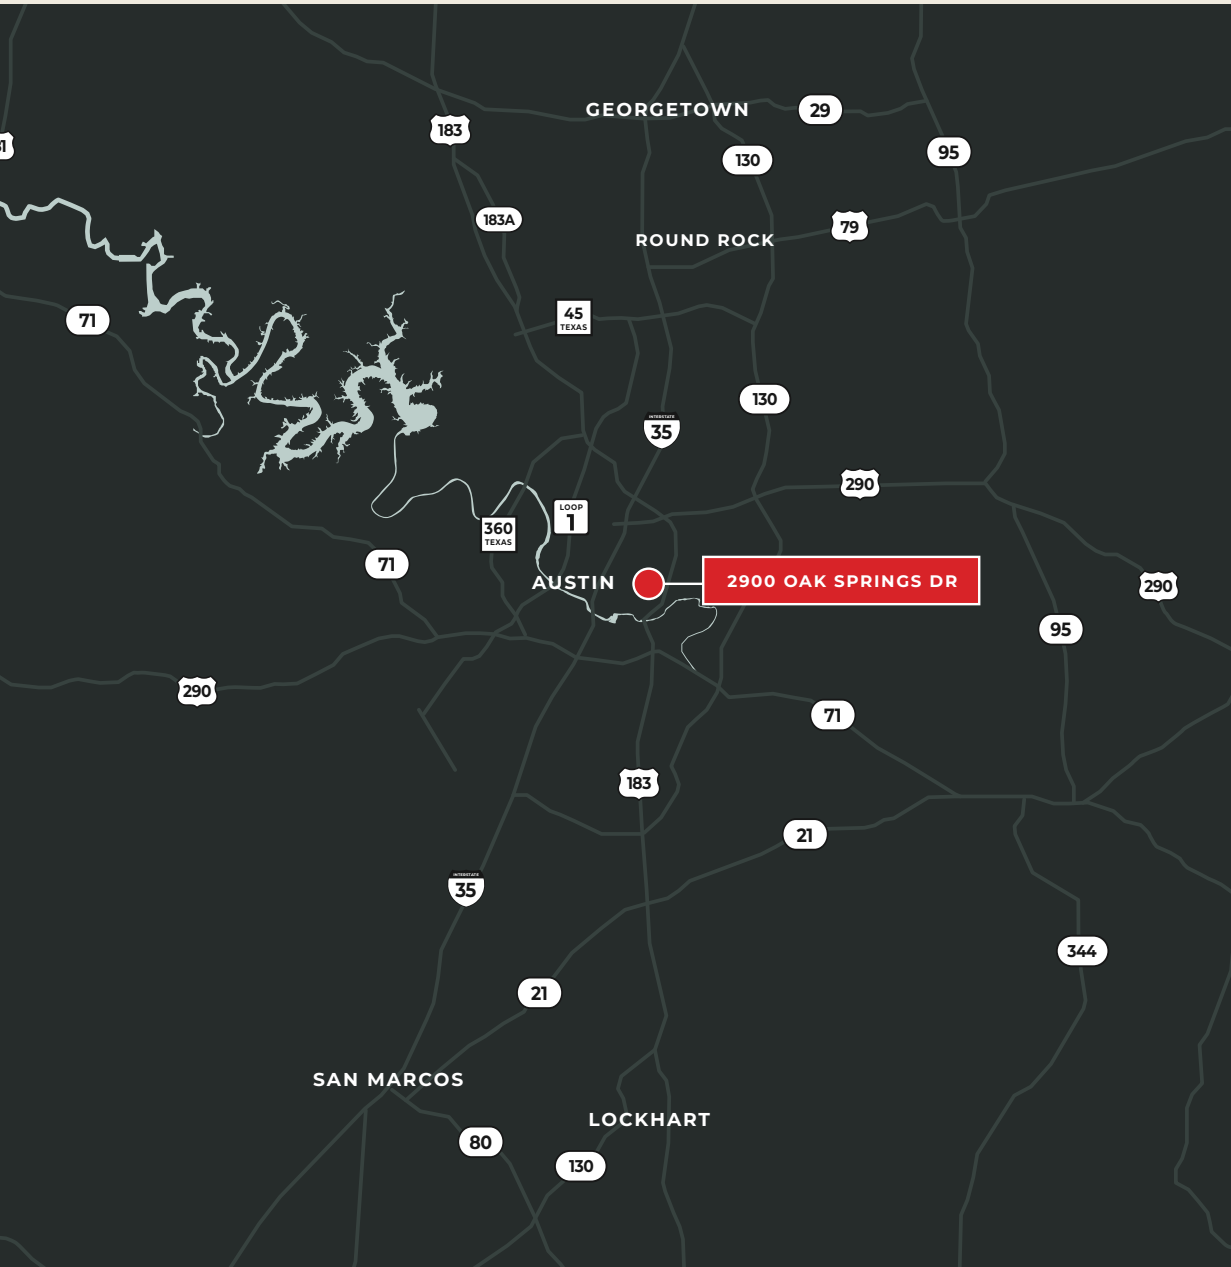 GEORGETOWN
29
183
95
130
183A
79
ROUND ROCK
45
TEXAS
71
130
INTERSTATE
35
290
LOOP
1
360
TEXAS
71
AUSTIN
2900 OAK SPRINGS DR
290
95
290
71
183
21
INTERSTATE
35
344
21
SAN MARCOS
LOCKHART
80
130